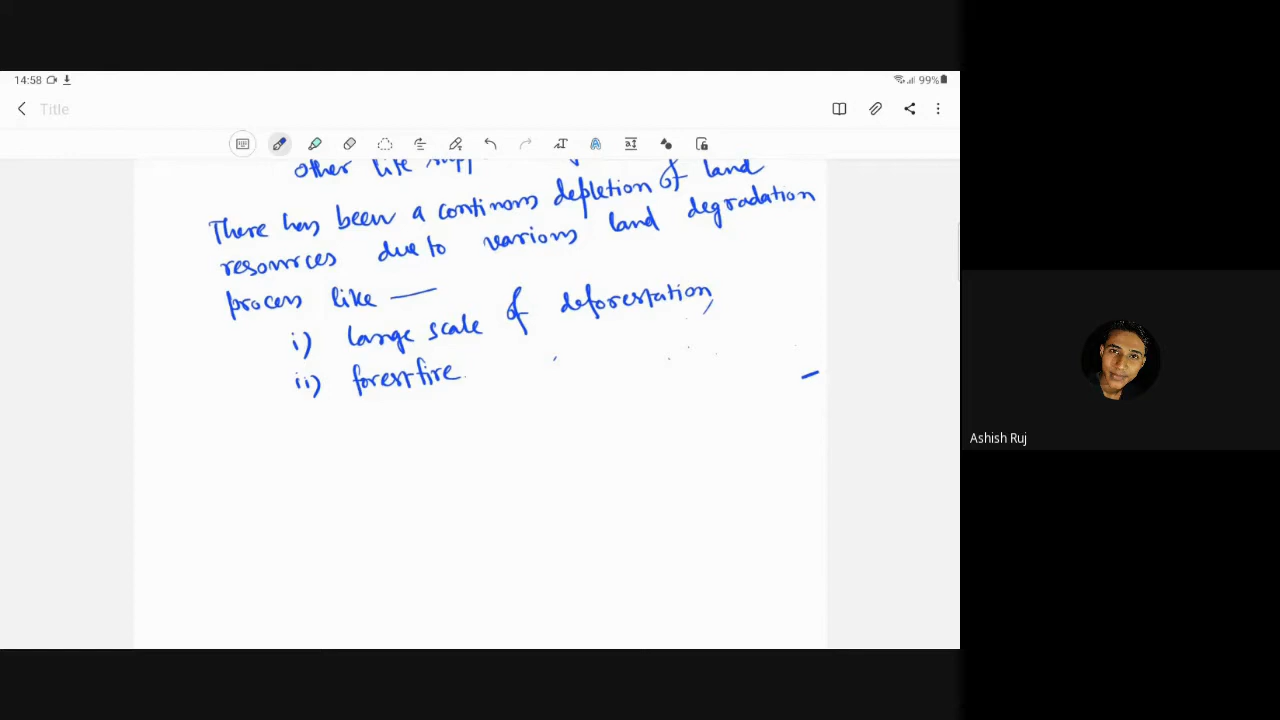 14:58
99%
Title
other life
There has been a continous depletion of land
resources due to various land degradation
process like —
i) large scale of deforestation,
ii) forestfire.
Ashish Ruj